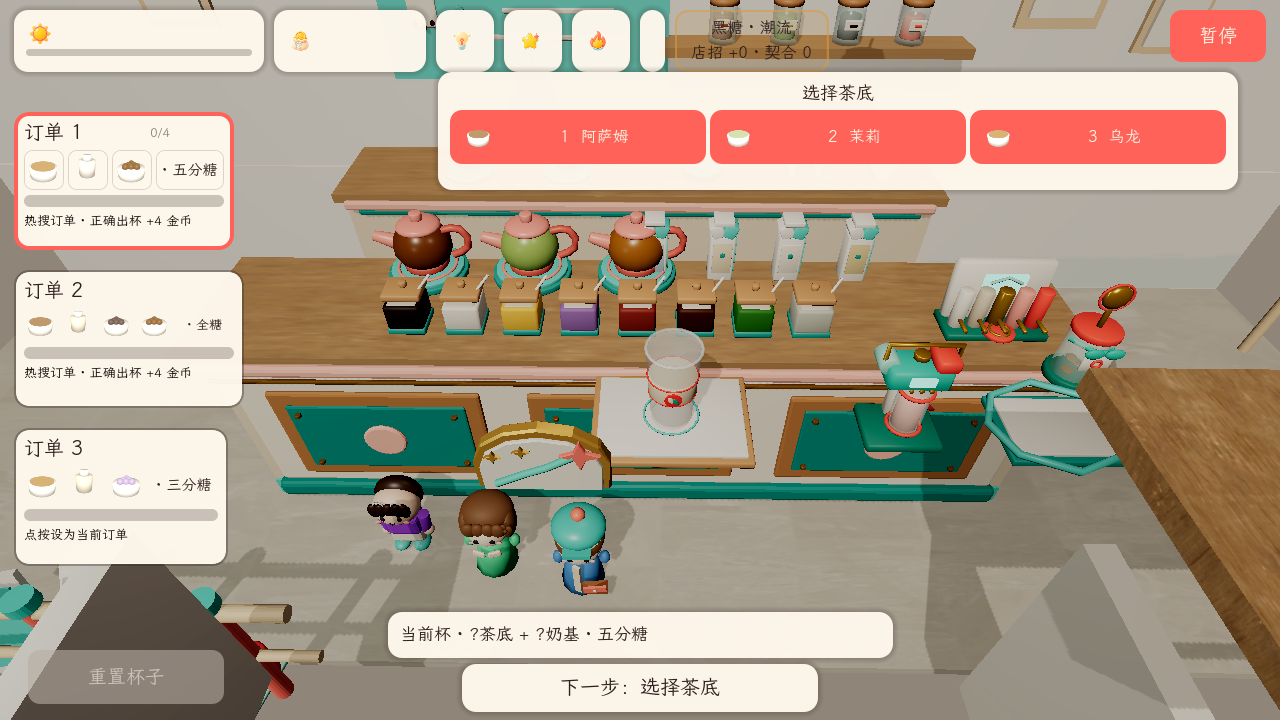 黑糖·潮流
店招 +0·契合 0
暂停
选择茶底
1 阿萨姆
2 茉莉
3 乌龙
订单 1
0/4
·五分糖
热搜订单·正确出杯 +4 金币
订单 2
·全糖
热搜订单·正确出杯 +4 金币
订单 3
·三分糖
点按设为当前订单
当前杯·?茶底 + ?奶基·五分糖
重置杯子
下一步: 选择茶底